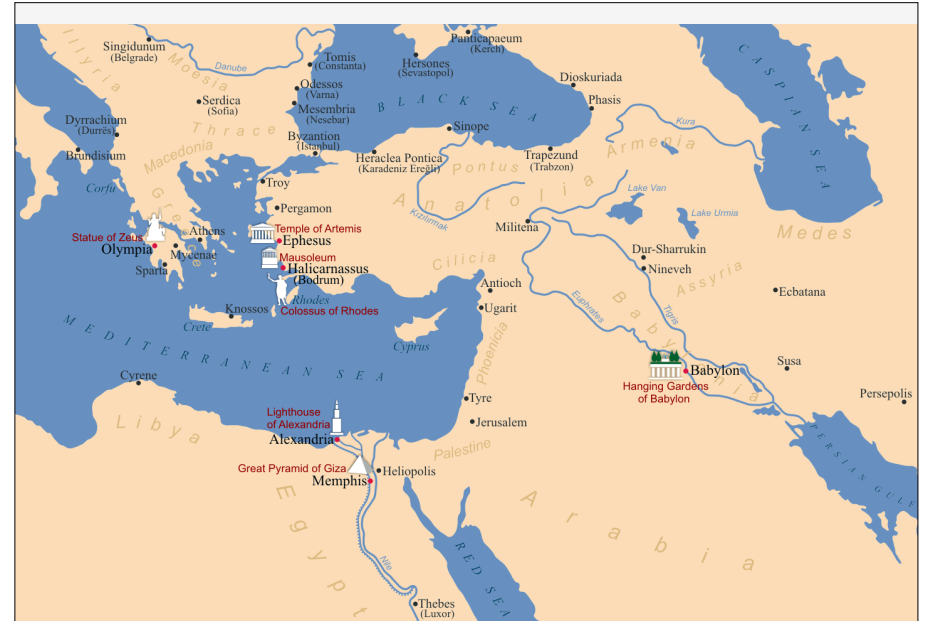 Illyria
Singidunum
(Belgrade)
Moesia
Danube
Tomis
(Constanta)
Panticapaeum
(Kerch)
Hersones
(Sevastopol)
CASPIAN SEA
Odessos
(Varna)
Dioskuriada
Serdica
(Sofia)
Mesembria
(Nesebar)
BLACK SEA
Phasis
Dyrrachium
(Durrës)
Thrace
Byzantion
(Istanbul)
Sinope
Kura
Brundisium
Macedonia
Heraclea Pontica
(Karadeniz Ereğli)
Pontus
Trapezund
(Trabzon)
Armenia
Corfu
Greece
Troy
Anatolia
Lake Van
Pergamon
Kizilirmak
Militena
Lake Urmia
Statue of Zeus
Olympia
Athens
Mycenae
Sparta
Temple of Artemis
Ephesus
Medes
Mausoleum
Halicarnassus
(Bodrum)
Cilicia
Dur-Sharrukin
Nineveh
Assyria
Antioch
Ecbatana
Rhodes
Colossus of Rhodes
Ugarit
Euphrates
Babylonia
Tigris
Knossos
Crete
MEDITERRANEAN SEA
Cyprus
Phoenicia
Susa
Babylon
Hanging Gardens
of Babylon
Cyrene
Persepolis
Tyre
Libya
Lighthouse
of Alexandria
Alexandria
Jerusalem
Palestine
PERSIAN GULF
Great Pyramid of Giza
Memphis
Heliopolis
Egypt
Arabia
Nile
RED SEA
Thebes
(Luxor)